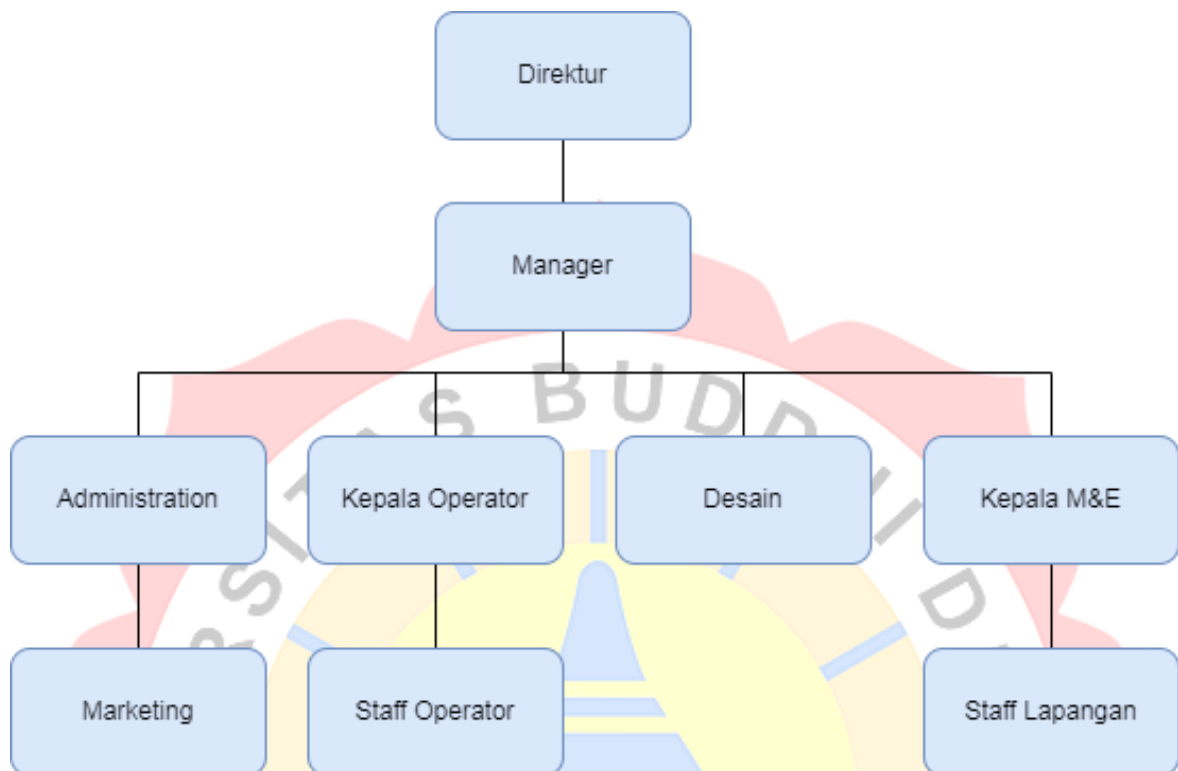 Direktur
Manager
Administration
Kepala Operator
Desain
Kepala M&E
Marketing
Staff Operator
Staff Lapangan